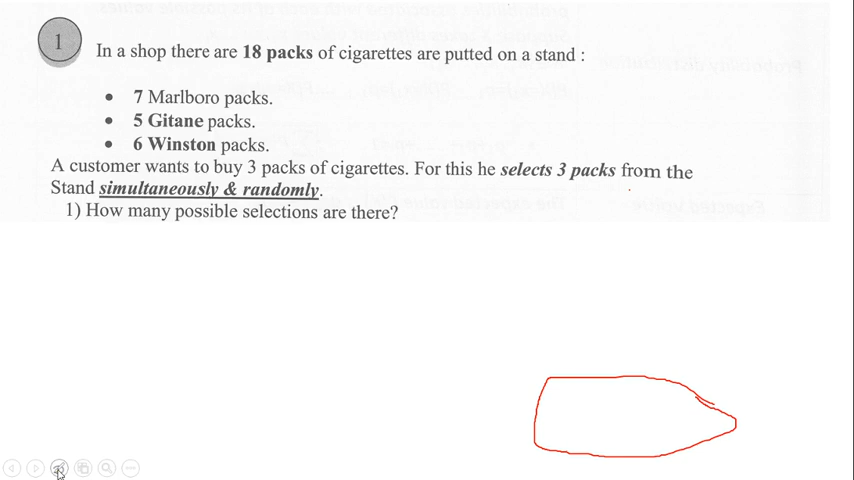 1
In a shop there are 18 packs of cigarettes are putted on a stand :
• 7 Marlboro packs.
• 5 Gitane packs.
• 6 Winston packs.
A customer wants to buy 3 packs of cigarettes. For this he selects 3 packs from the
Stand simultaneously & randomly.
1) How many possible selections are there?